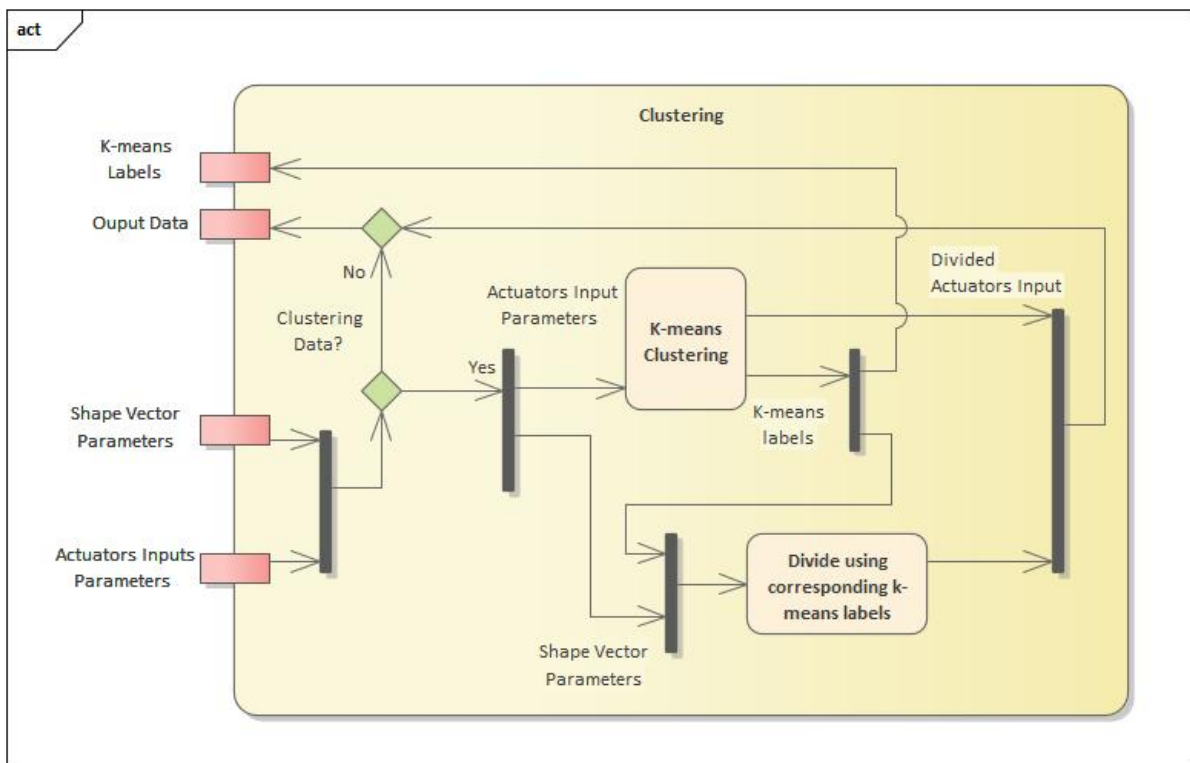 act
Clustering
K-means
Labels
Ouput Data
No
Clustering
Data?
Yes
Actuators Input
Parameters
K-means
Clustering
Divided
Actuators Input
K-means
labels
Shape Vector
Parameters
Actuators Inputs
Parameters
Divide using
corresponding k-
means labels
Shape Vector
Parameters